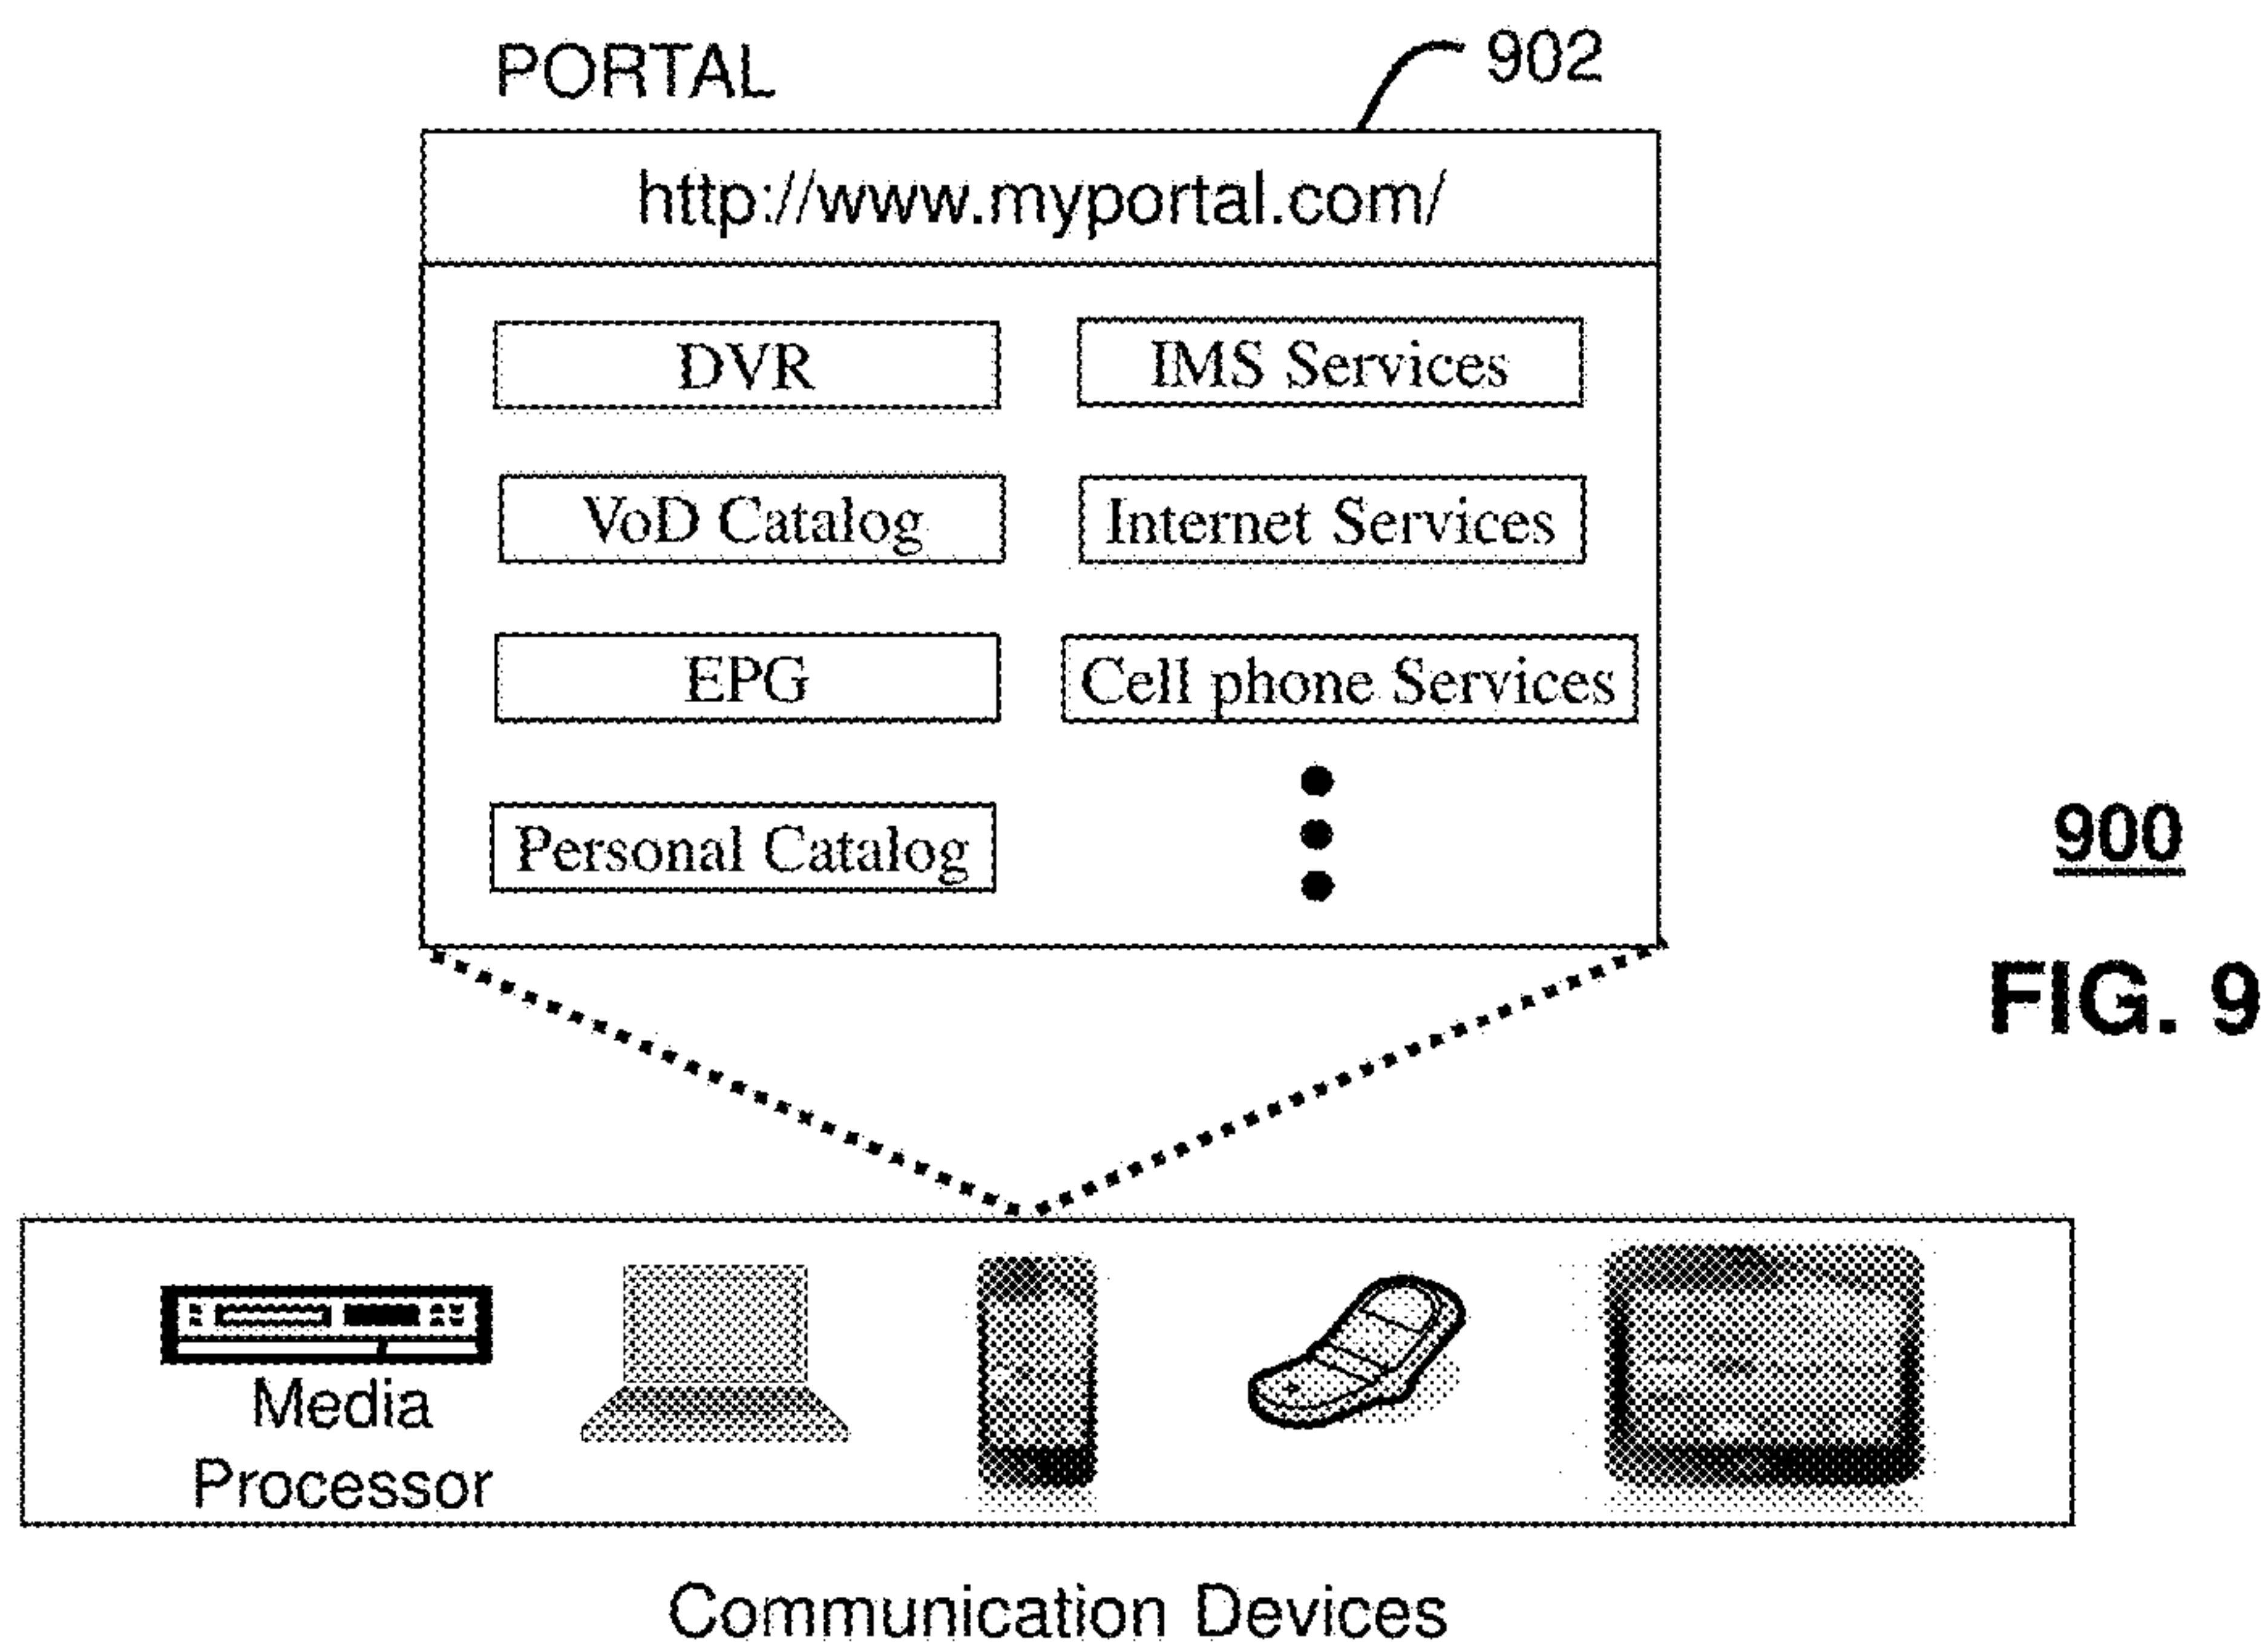 PORTAL
902
http://www.myportal.com/
DVR
IMS Services
VoD Catalog
Internet Services
EPG
Cell phone Services
Personal Catalog
900
FIG. 9
Media
Processor
Communication Devices